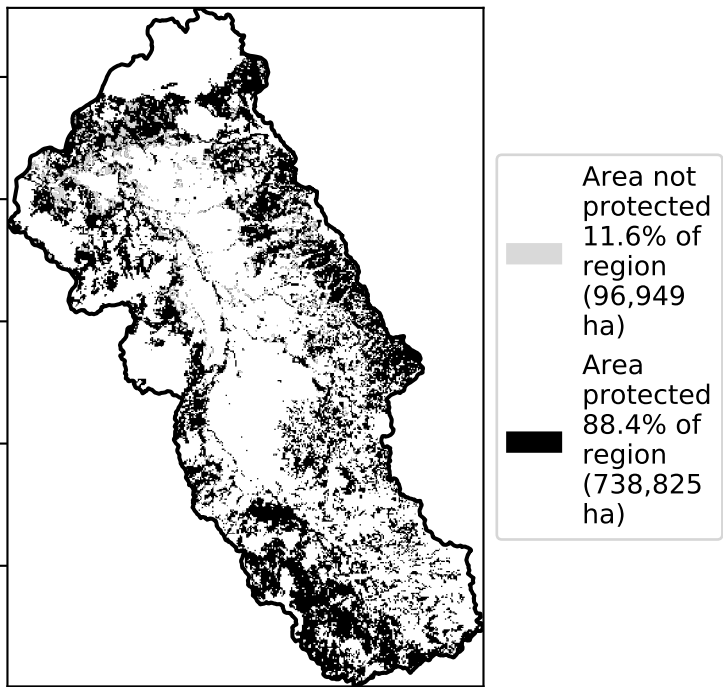 Area not
protected
11.6% of
region
(96,949
ha)
Area
protected
88.4% of
region
(738,825
ha)